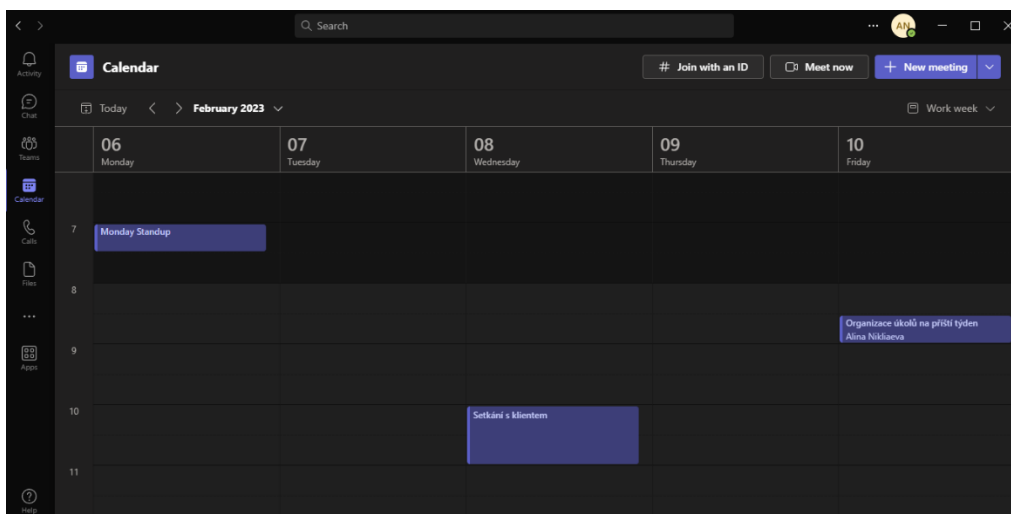 Search
AN
Activity
Calendar
# Join with an ID
Meet now
+ New meeting
Chat
Today
February 2023
Work week
Teams
06
Monday
07
Tuesday
08
Wednesday
09
Thursday
10
Friday
Calendar
Calls
7
Monday Standup
Files
8
...
Organizace úkolů na příští týden
Alina Nikliaeva
9
Apps
10
Setkání s klientem
11
Help